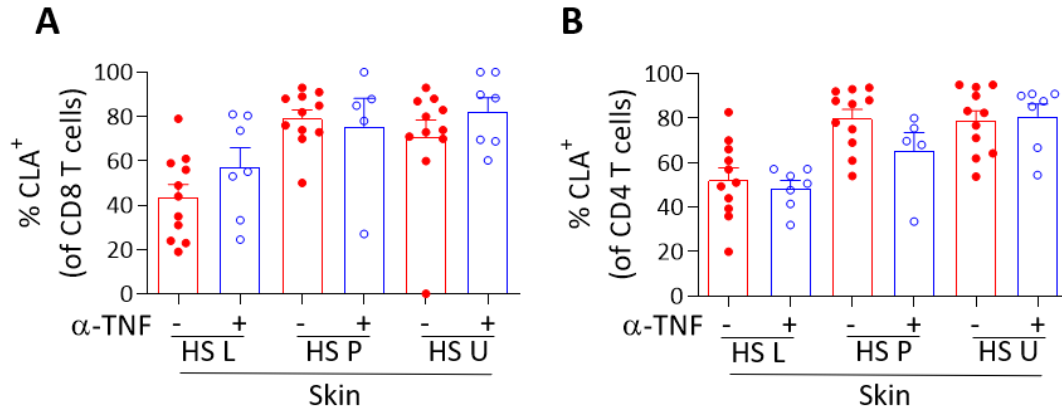 A
% CLA+
(of CD8 T cells)
100
80
60
40
20
0
α-TNF - + - + - +
HS L HS P HS U
Skin
B
% CLA+
(of CD4 T cells)
100
80
60
40
20
0
α-TNF - + - + - +
HS L HS P HS U
Skin